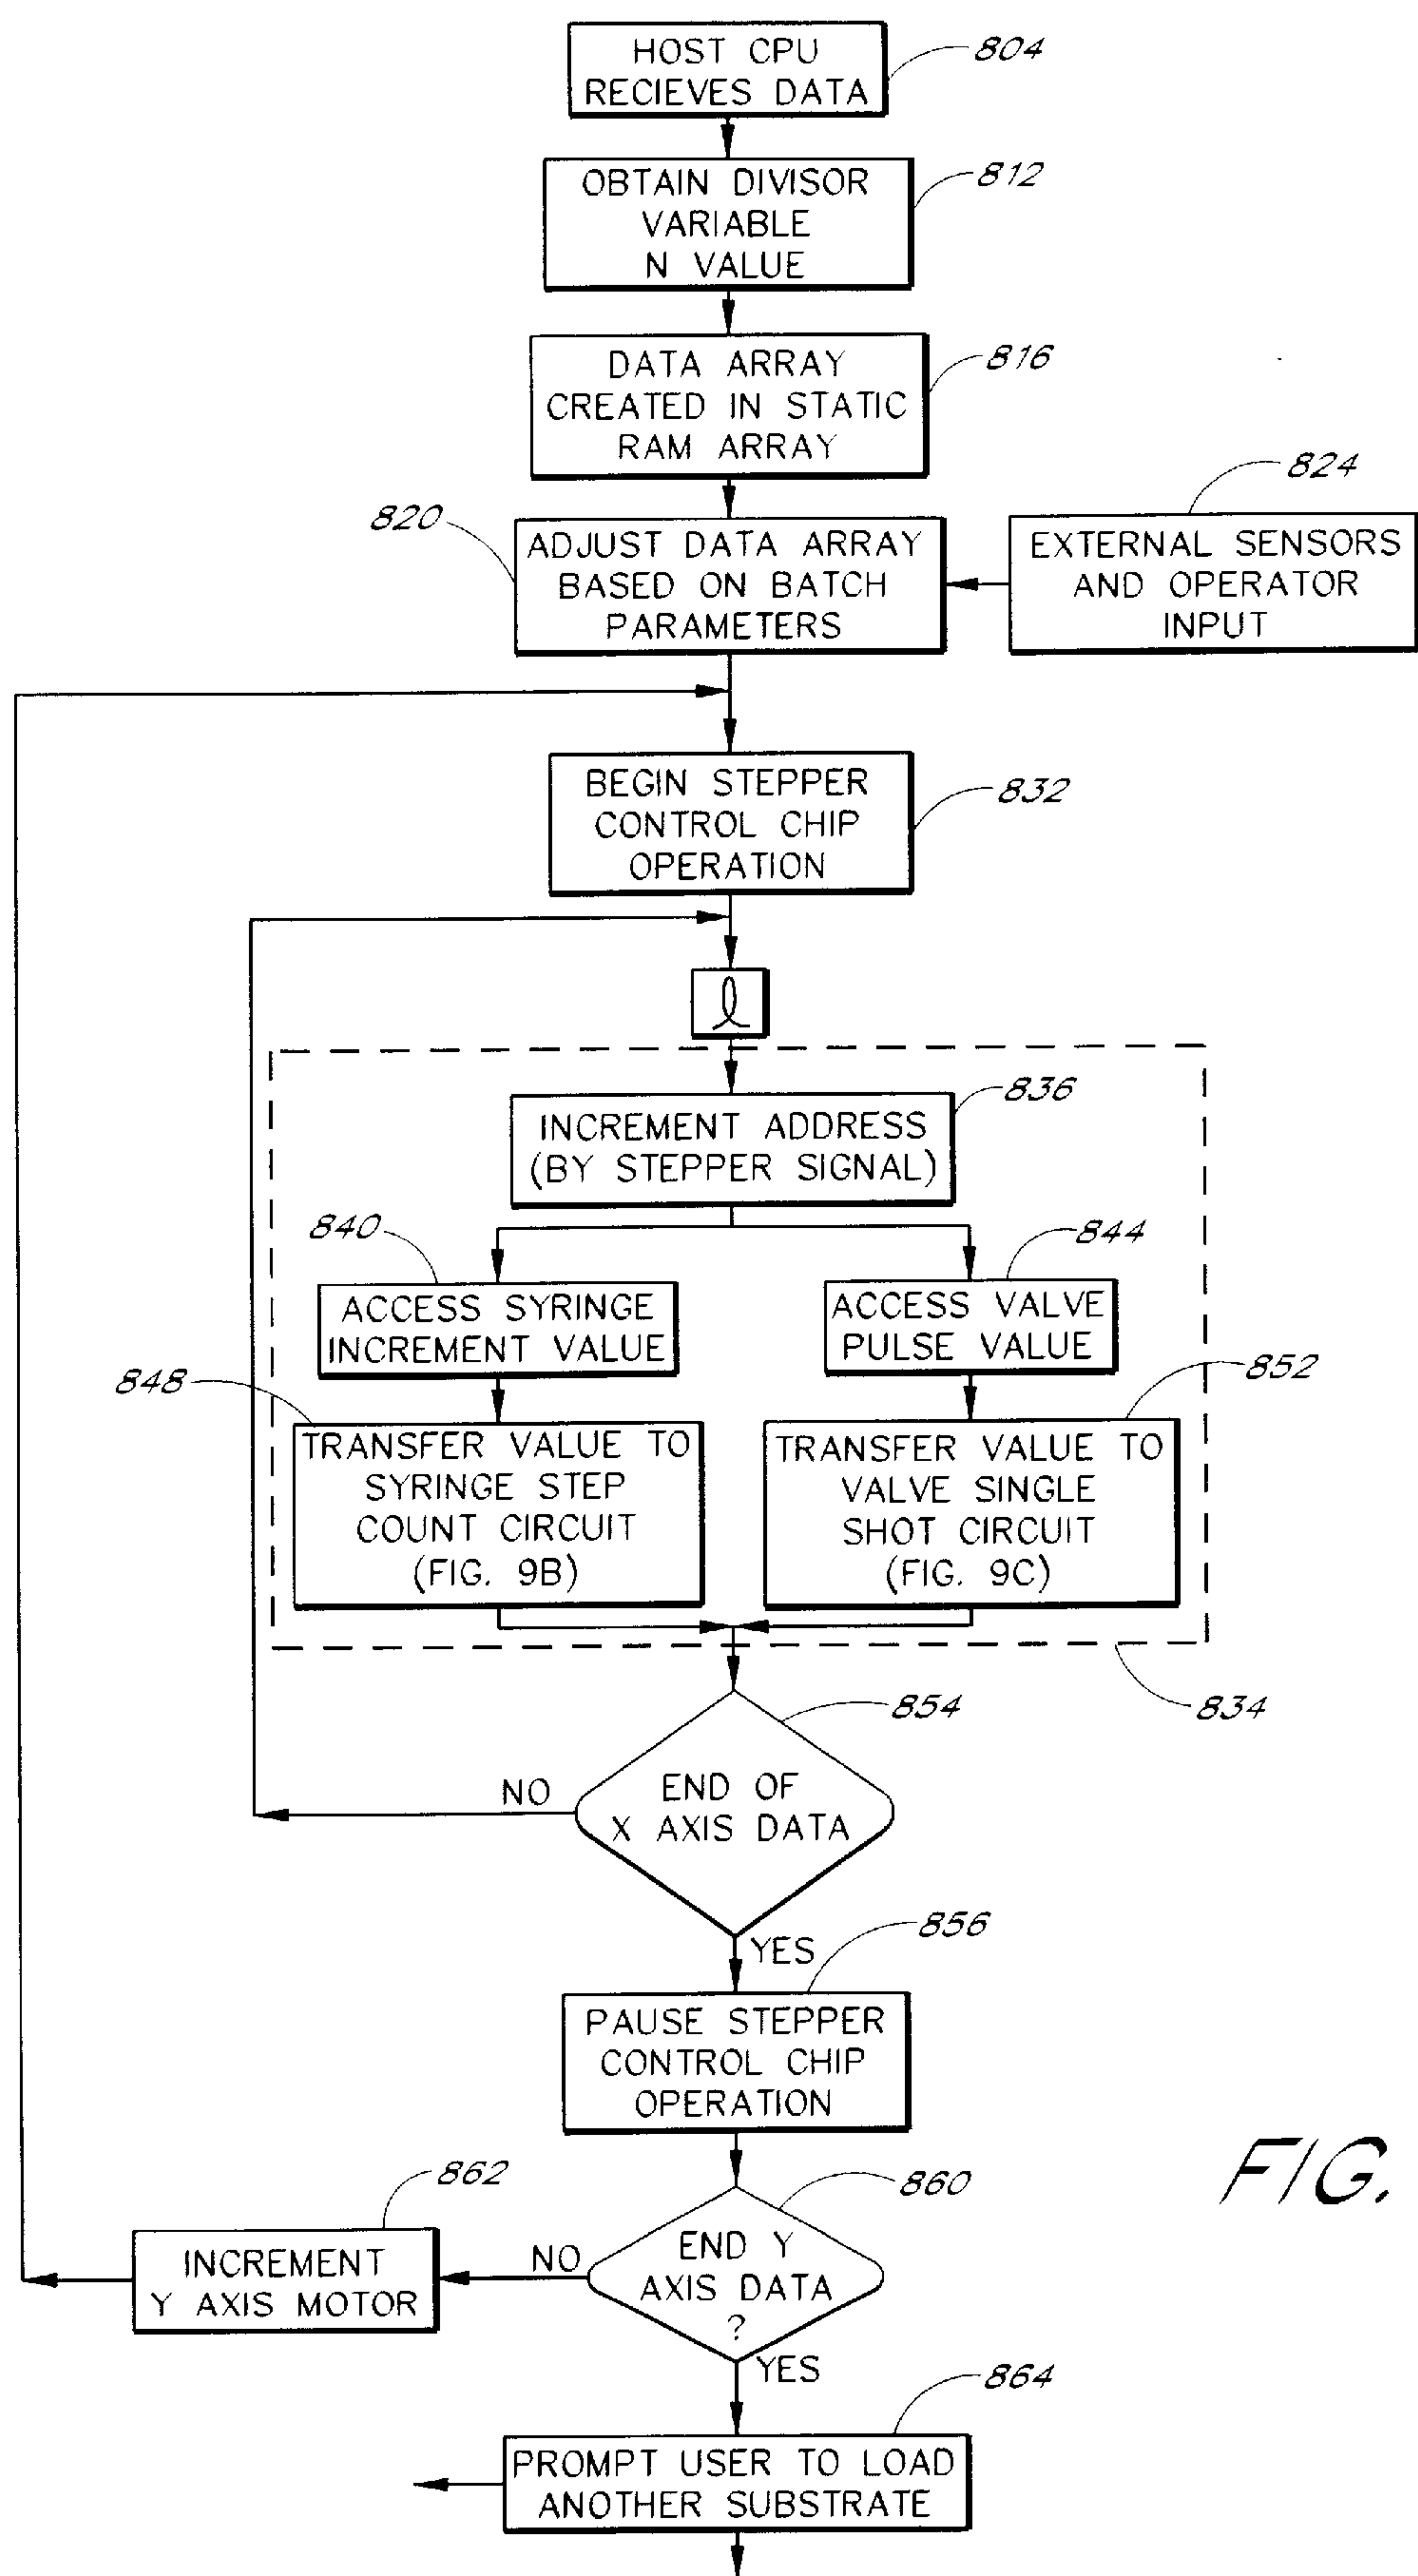 HOST CPU
RECIEVES DATA
804
OBTAIN DIVISOR
VARIABLE
N VALUE
812
DATA ARRAY
CREATED IN STATIC
RAM ARRAY
816
820
ADJUST DATA ARRAY
BASED ON BATCH
PARAMETERS
824
EXTERNAL SENSORS
AND OPERATOR
INPUT
BEGIN STEPPER
CONTROL CHIP
OPERATION
832
ℓ
836
INCREMENT ADDRESS
(BY STEPPER SIGNAL)
840
ACCESS SYRINGE
INCREMENT VALUE
844
ACCESS VALVE
PULSE VALUE
848
TRANSFER VALUE TO
SYRINGE STEP
COUNT CIRCUIT
(FIG. 9B)
852
TRANSFER VALUE TO
VALVE SINGLE
SHOT CIRCUIT
(FIG. 9C)
834
854
END OF
X AXIS DATA
NO
YES
856
PAUSE STEPPER
CONTROL CHIP
OPERATION
860
END Y
AXIS DATA
?
NO
862
INCREMENT
Y AXIS MOTOR
YES
864
PROMPT USER TO LOAD
ANOTHER SUBSTRATE
FIG.